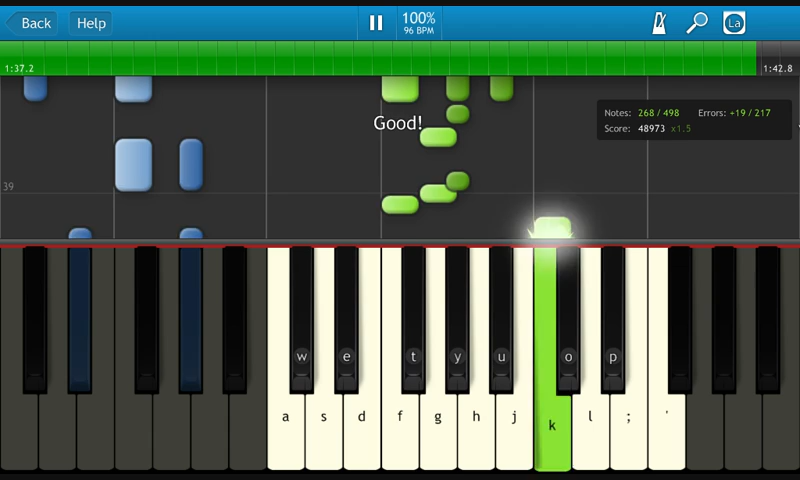 Back
Help
100%
96 BPM
La
1:37.2
1:42.8
Notes: 268 / 498 Errors: +19 / 217
Score: 48973 x1.5
Good!
39
w e t y u o p
a s d f g h j k l ; '